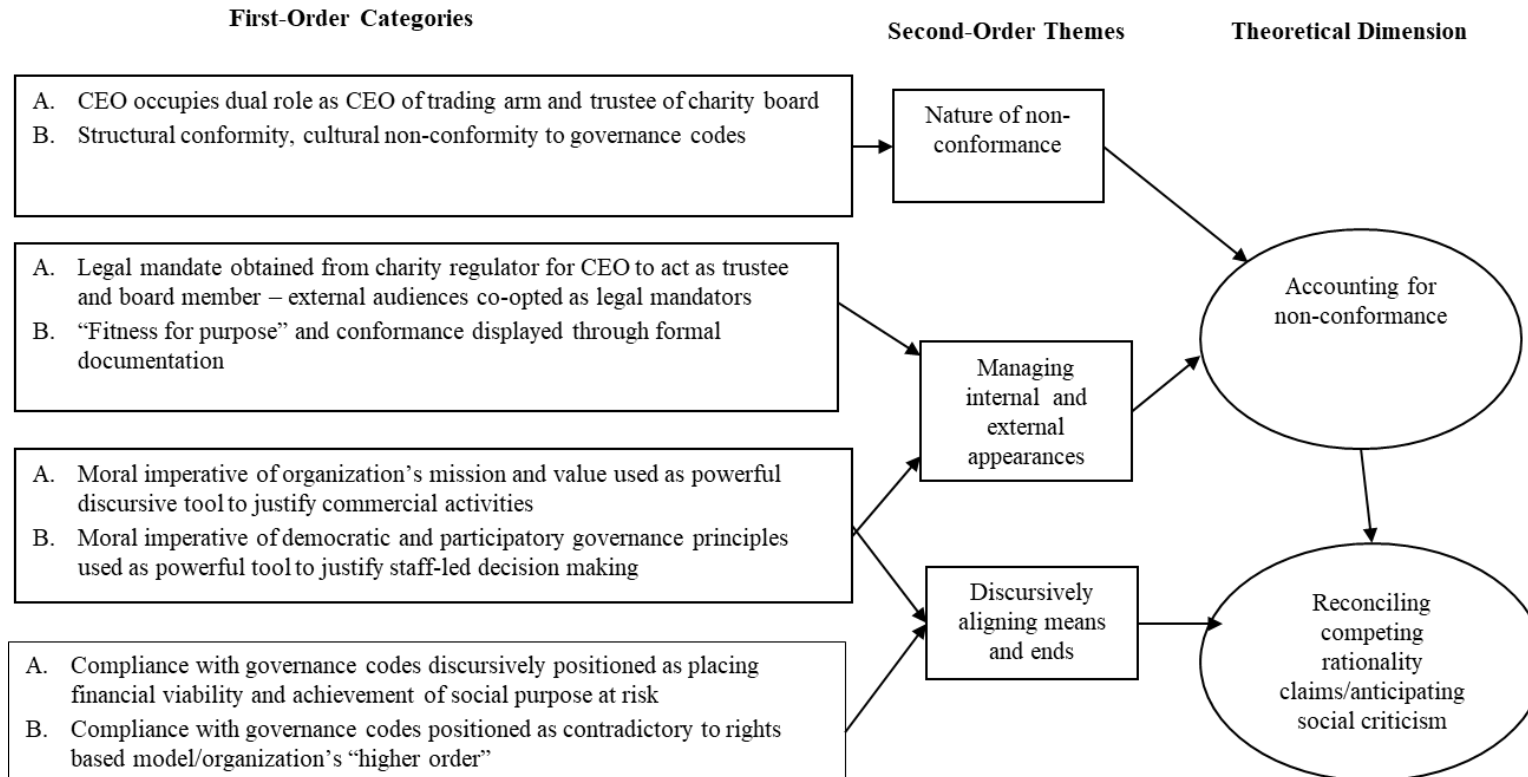 First-Order Categories
Second-Order Themes
Theoretical Dimension
A. CEO occupies dual role as CEO of trading arm and trustee of charity board
B. Structural conformity, cultural non-conformity to governance codes
Nature of non-
conformance
A. Legal mandate obtained from charity regulator for CEO to act as trustee
and board member – external audiences co-opted as legal mandators
B. “Fitness for purpose” and conformance displayed through formal
documentation
Managing
internal and
external
appearances
Accounting for
non-conformance
A. Moral imperative of organization’s mission and value used as powerful
discursive tool to justify commercial activities
B. Moral imperative of democratic and participatory governance principles
used as powerful tool to justify staff-led decision making
Discursively
aligning means
and ends
Reconciling
competing
rationality
claims/anticipating
social criticism
A. Compliance with governance codes discursively positioned as placing
financial viability and achievement of social purpose at risk
B. Compliance with governance codes positioned as contradictory to rights
based model/organization’s “higher order”